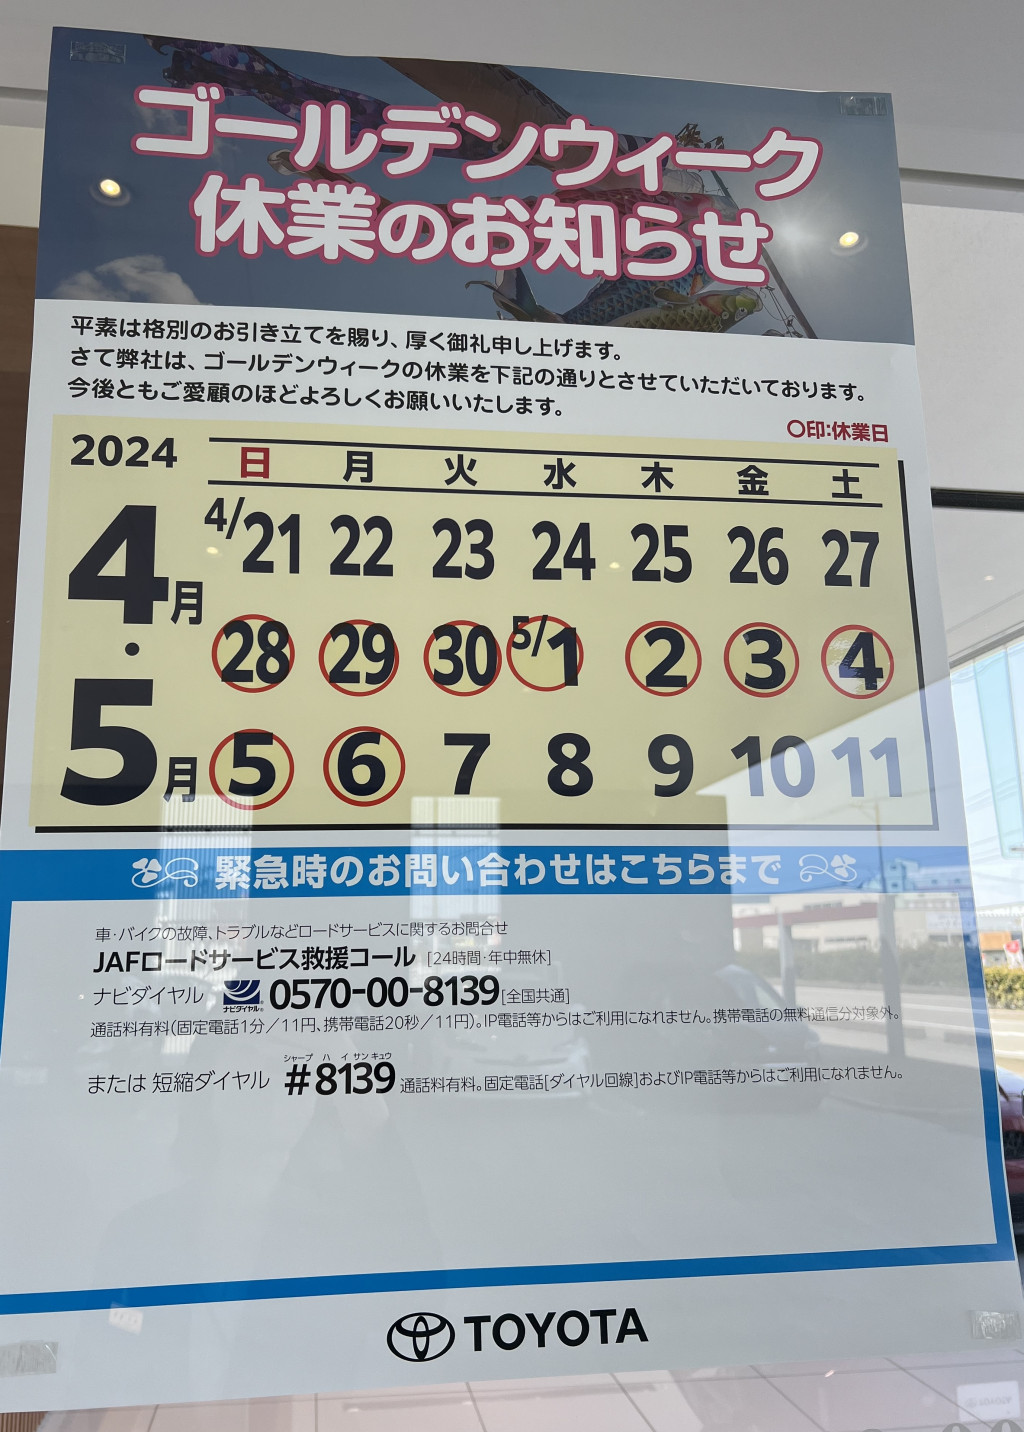 ゴールデンウィーク
休業のお知らせ
平素は格別のお引き立てを賜り、厚く御礼申し上げます。
さて弊社は、ゴールデンウィークの休業を下記の通りとさせていただいております。
今後ともご愛顧のほどよろしくお願いいたします。
〇印:休業日
2024 日 月 火 水 木 金 土
4月・5月
4/21 22 23 24 25 26 27
28 29 30 5/1 2 3 4
5 6 7 8 9 10 11
緊急時のお問い合わせはこちらまで
車・バイクの故障、トラブルなどロードサービスに関するお問合せ
JAFロードサービス救援コール [24時間・年中無休]
ナビダイヤル ナビダイヤル® 0570-00-8139[全国共通]
通話料有料(固定電話1分/11円、携帯電話20秒/11円)。IP電話等からはご利用になれません。携帯電話の無料通信分対象外。
シャープ ハ イ サン キュウ
または 短縮ダイヤル #8139 通話料有料。固定電話[ダイヤル回線]およびIP電話等からはご利用になれません。
TOYOTA